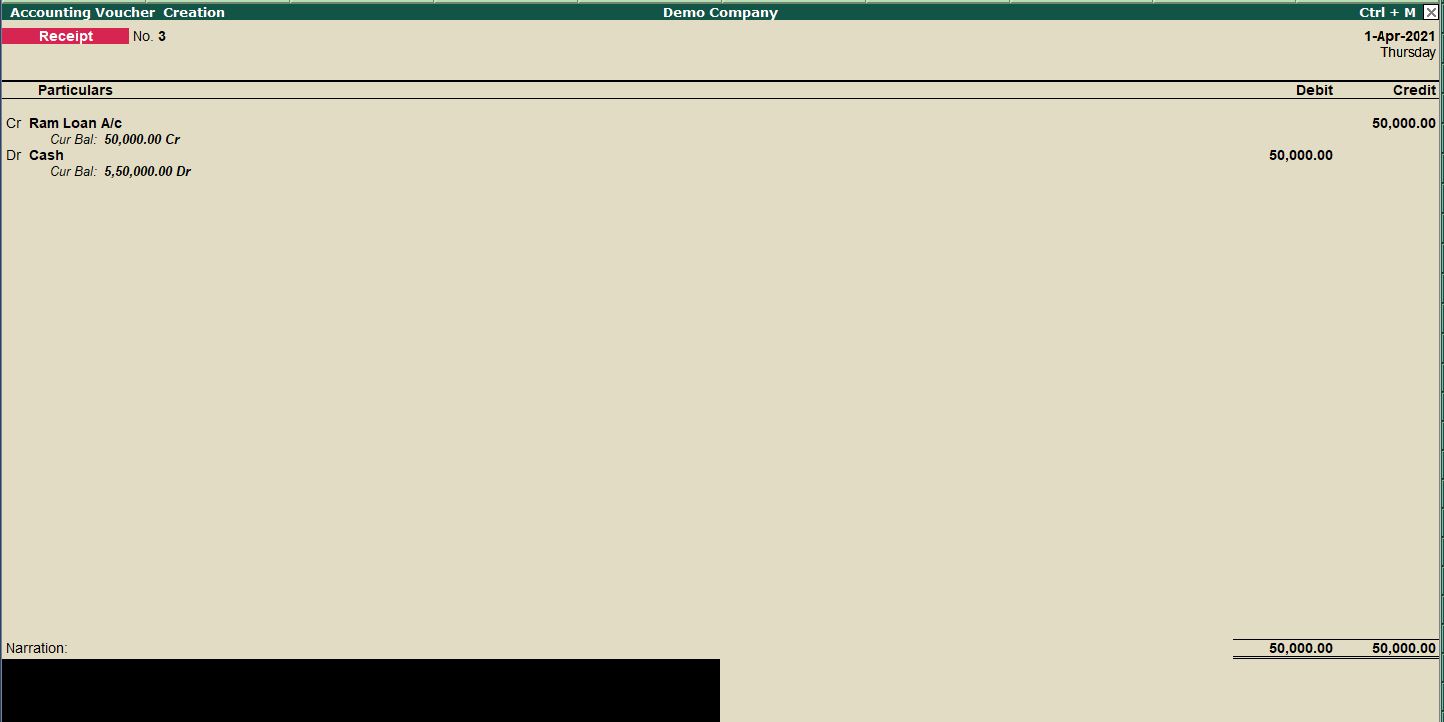 Accounting Voucher Creation Demo Company Ctrl + M
Receipt No. 3 1-Apr-2021
Thursday
Particulars Debit Credit
Cr Ram Loan A/c 50,000.00
Cur Bal: 50,000.00 Cr
Dr Cash 50,000.00
Cur Bal: 5,50,000.00 Dr
Narration: 50,000.00 50,000.00